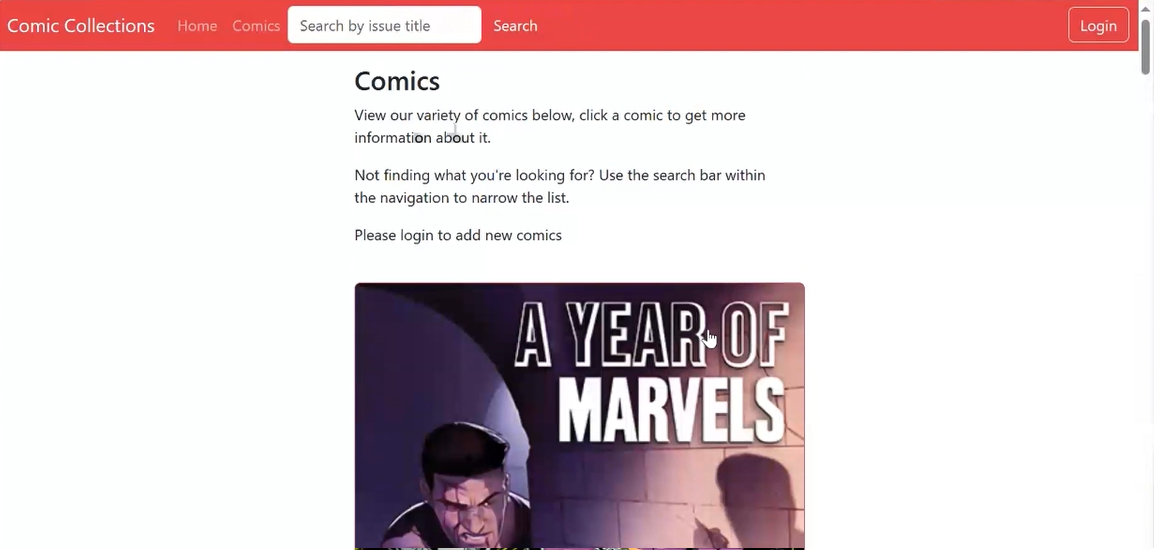 Comic Collections Home Comics Search by issue title Search Login
Comics
View our variety of comics below, click a comic to get more
information about it.
Not finding what you're looking for? Use the search bar within
the navigation to narrow the list.
Please login to add new comics
A YEAR OF
MARVELS